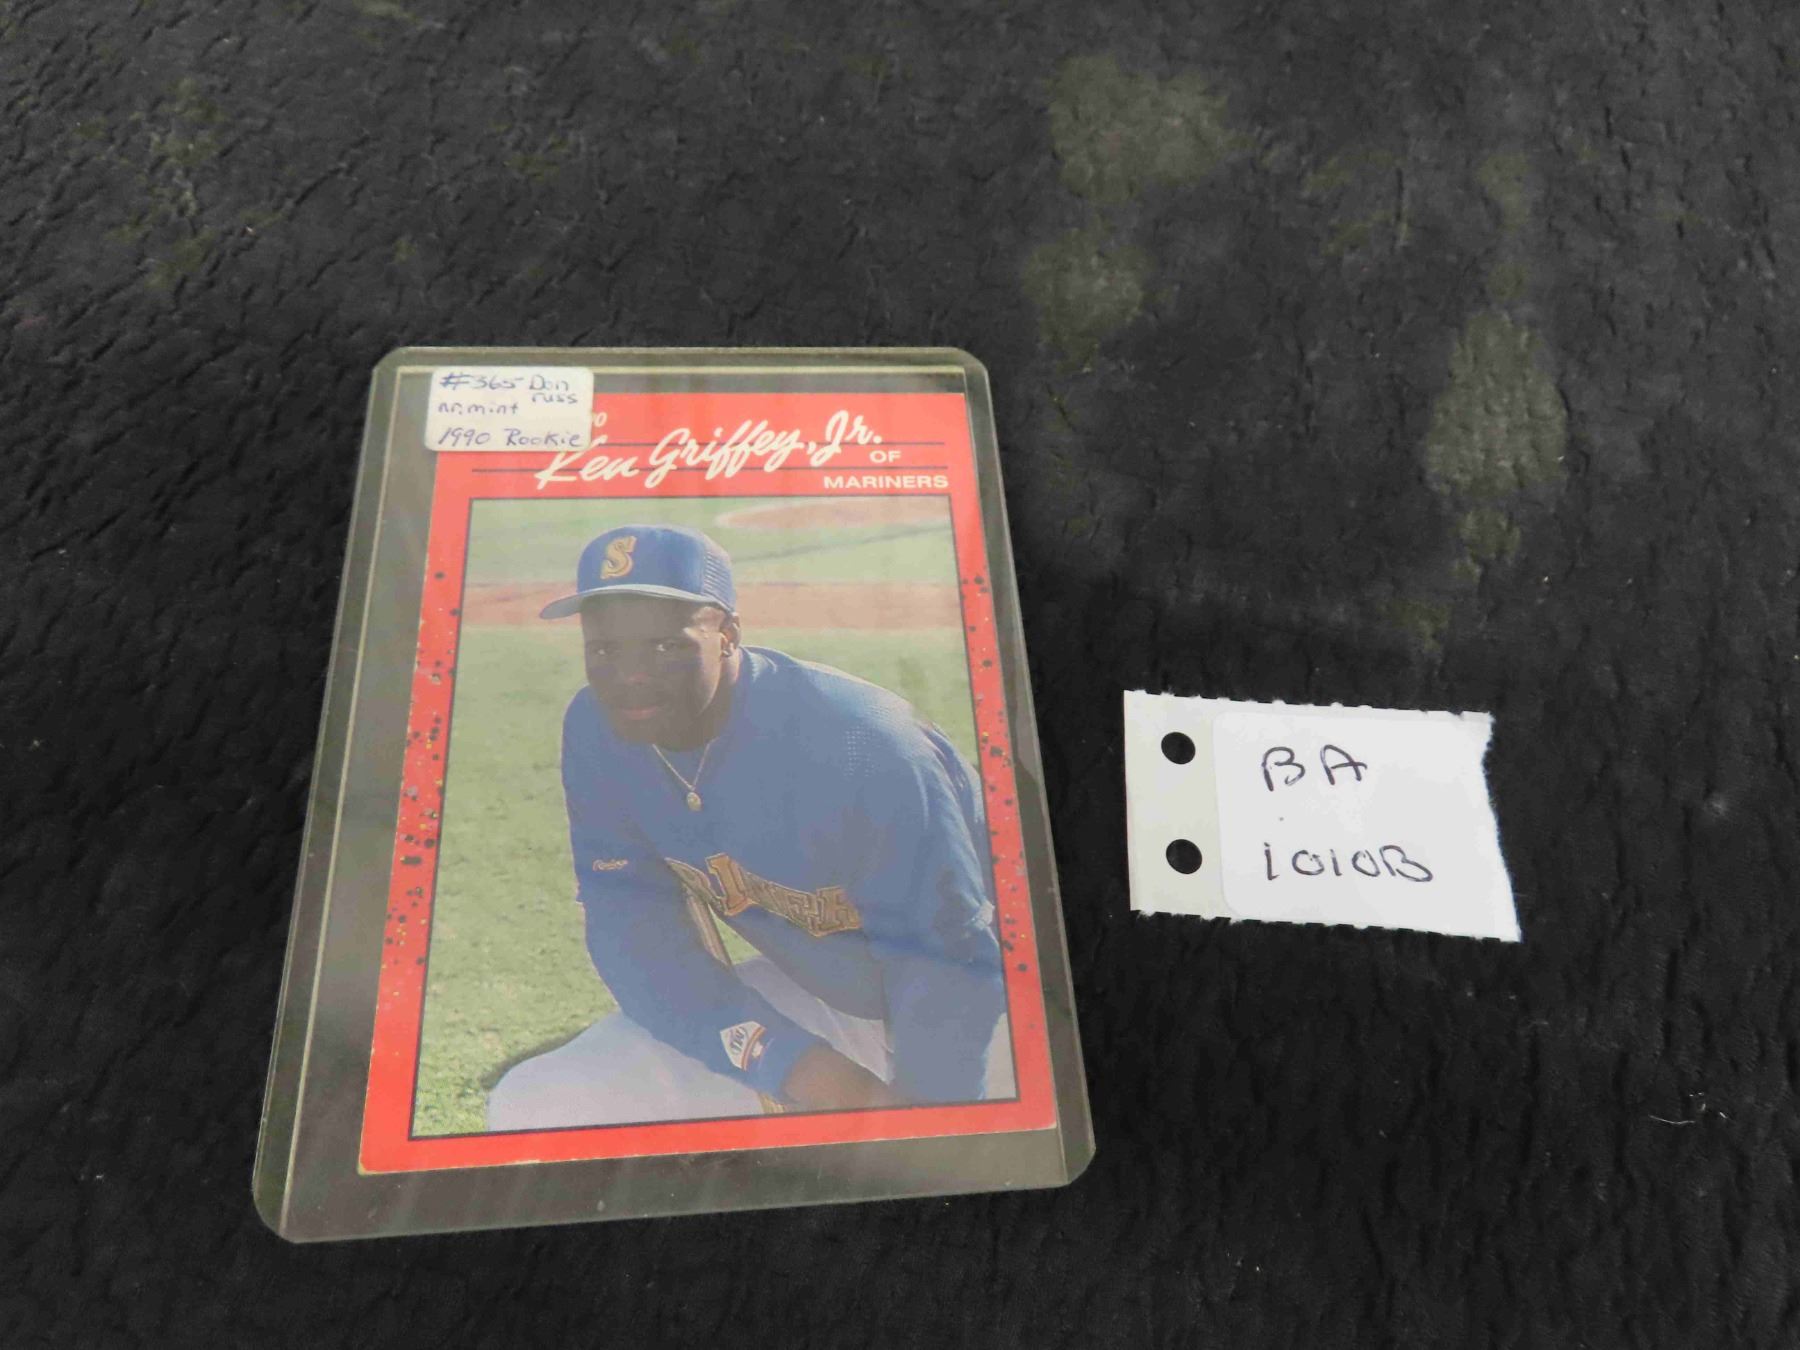 #365 Don
russ
nr. mint
1990 Rookie
Ken Griffey, Jr.
OF
MARINERS
S
BA
1010B